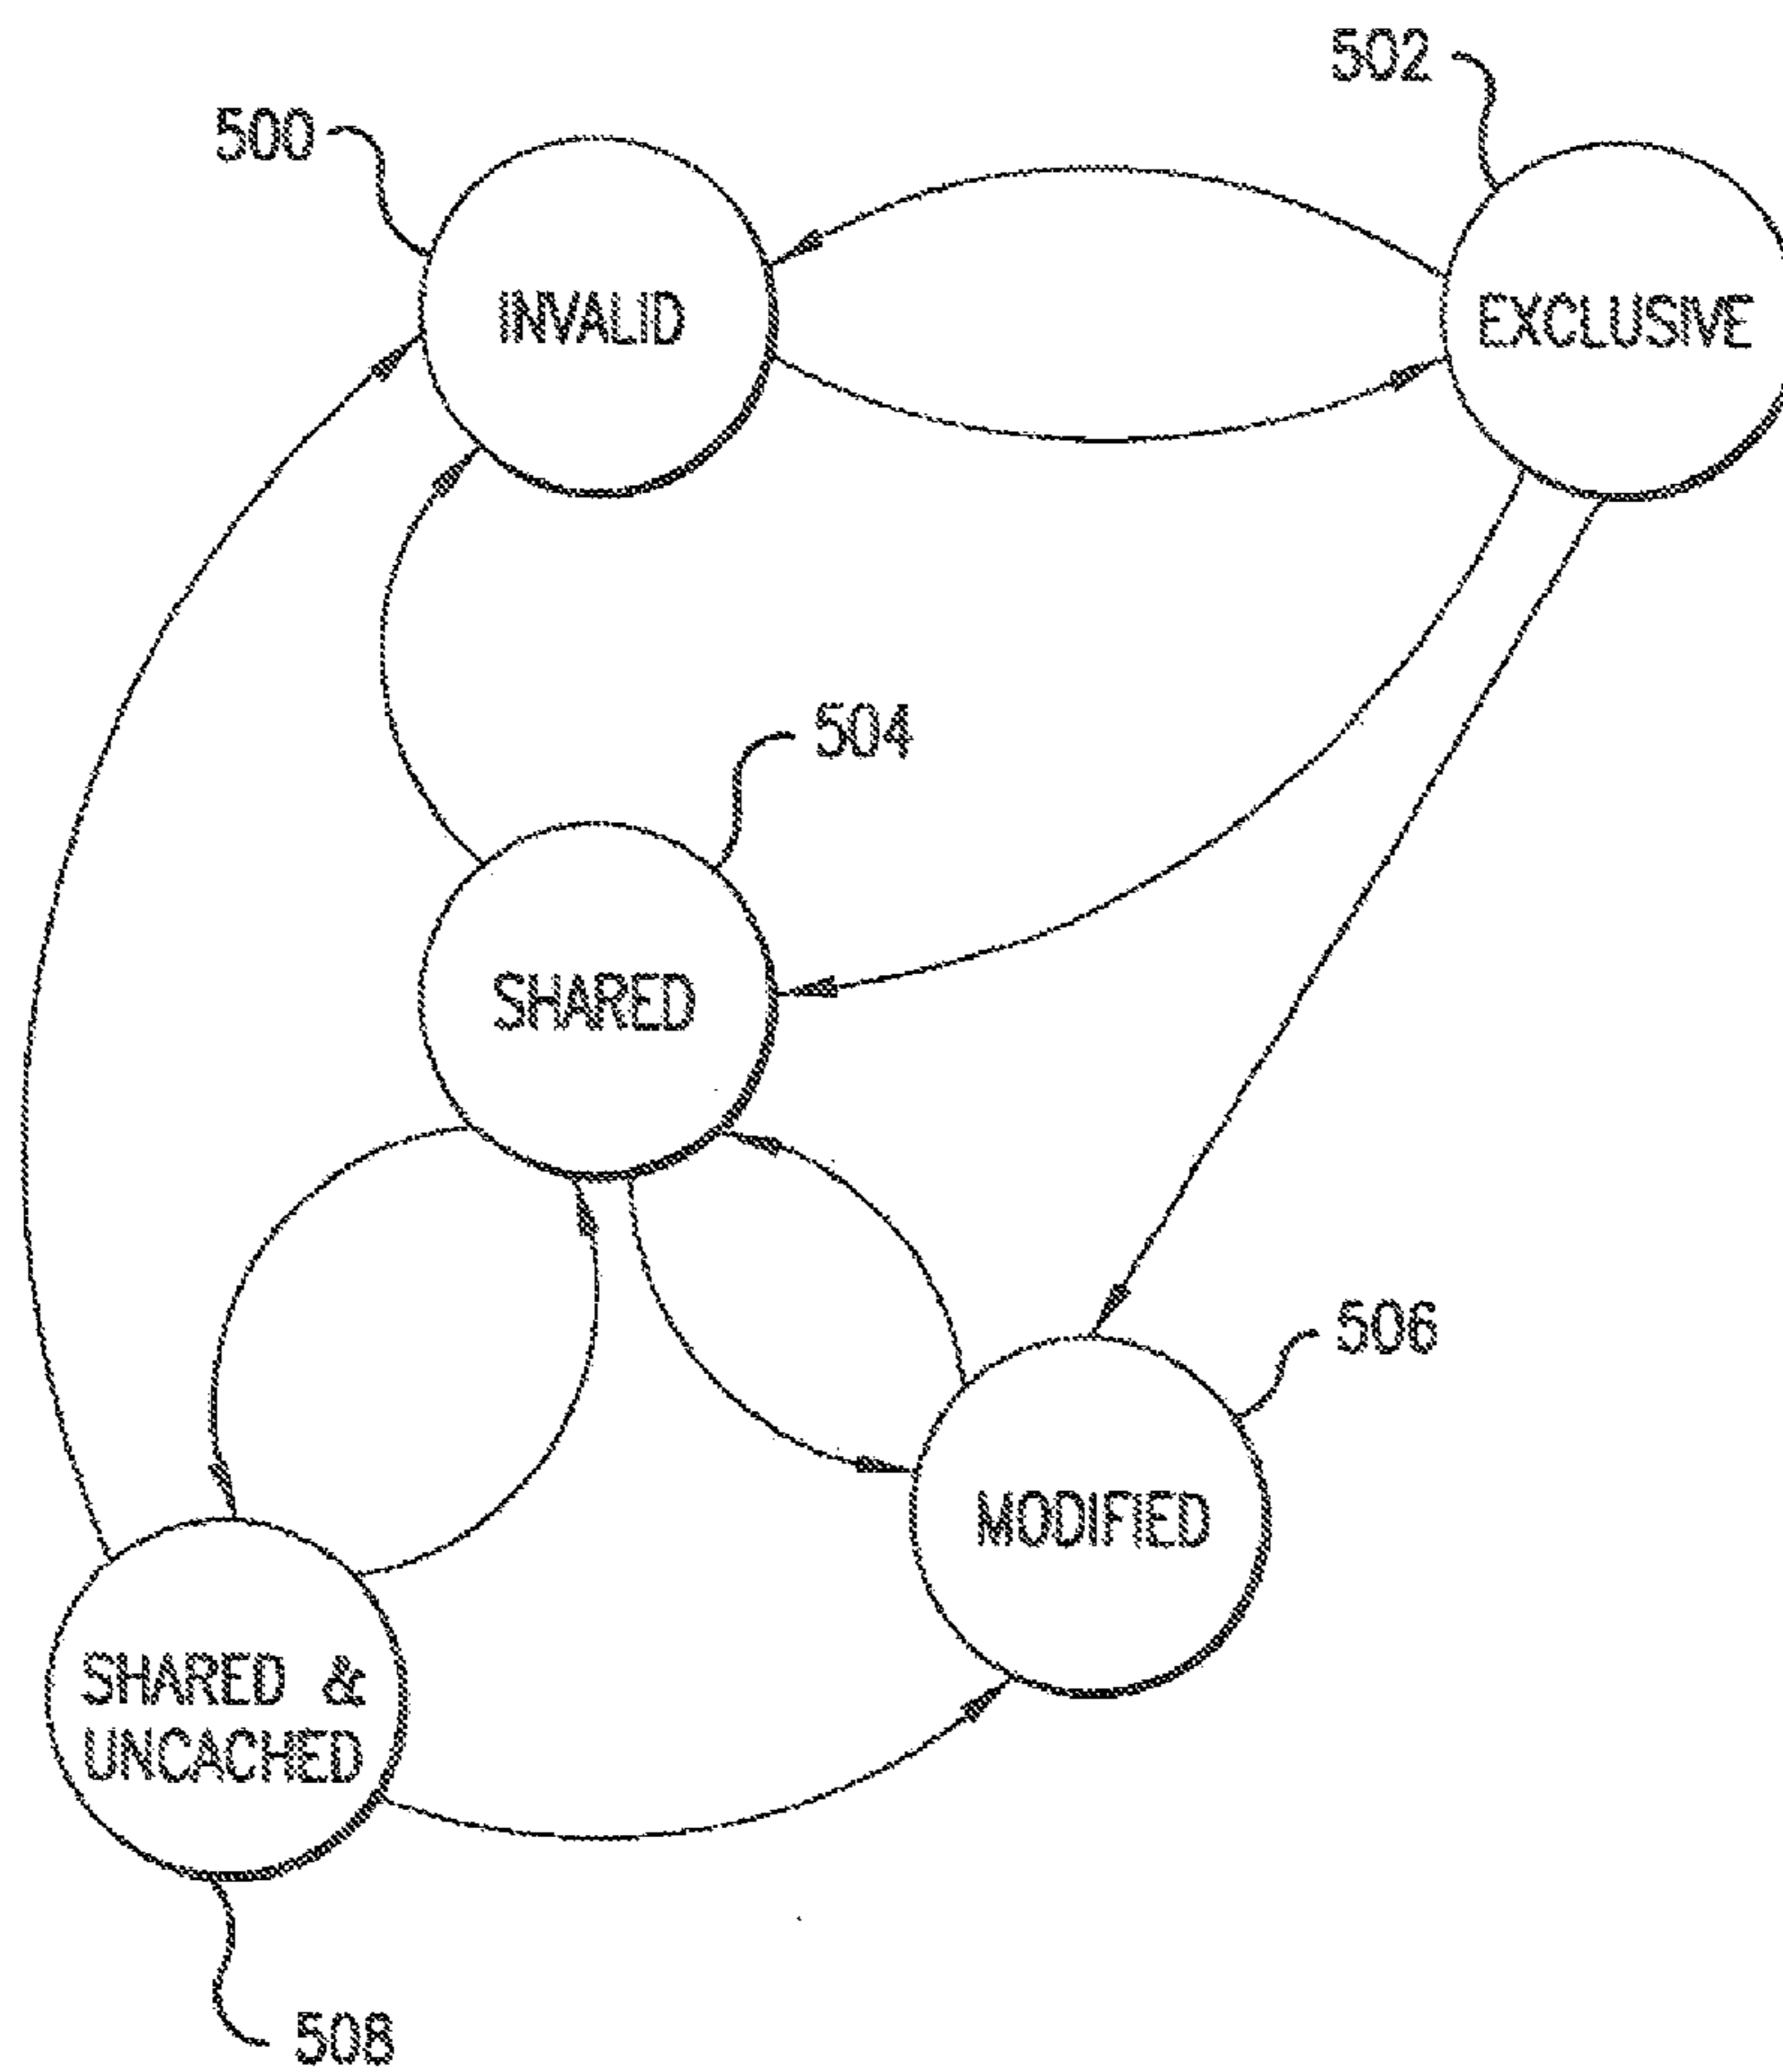 502
500
INVALID
EXCLUSIVE
504
SHARED
506
MODIFIED
SHARED &
UNCACHED
508